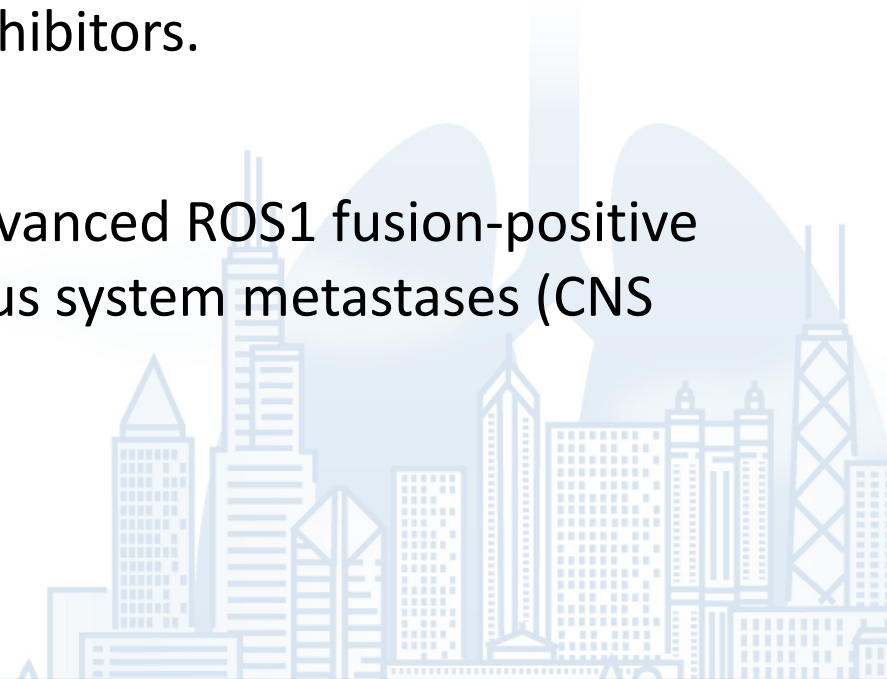 hibitors.
vanced ROS1 fusion-positive
us system metastases (CNS